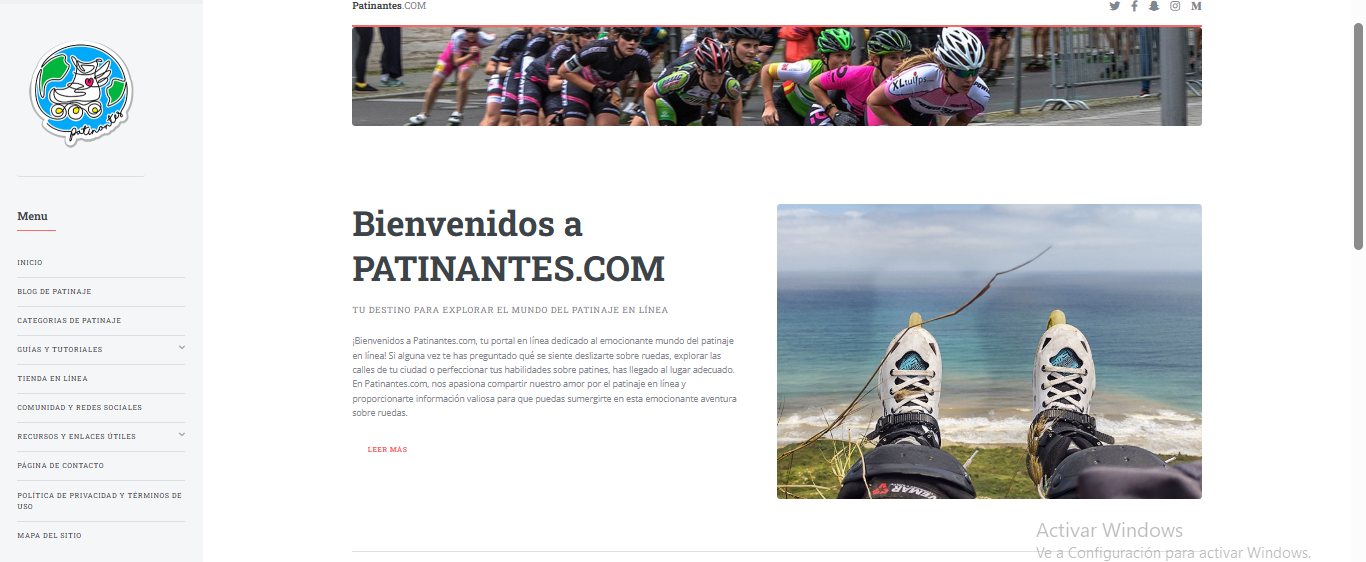 Patinantes.COM
patinantes
Menu
INICIO
BLOG DE PATINAJE
CATEGORIAS DE PATINAJE
GUÍAS Y TUTORIALES
TIENDA EN LÍNEA
COMUNIDAD Y REDES SOCIALES
RECURSOS Y ENLACES ÚTILES
PÁGINA DE CONTACTO
POLÍTICA DE PRIVACIDAD Y TÉRMINOS DE
USO
MAPA DEL SITIO
XLtulips
Bienvenidos a
PATINANTES.COM
TU DESTINO PARA EXPLORAR EL MUNDO DEL PATINAJE EN LÍNEA
¡Bienvenidos a Patinantes.com, tu portal en línea dedicado al emocionante mundo del patinaje
en línea! Si alguna vez te has preguntado qué se siente deslizarte sobre ruedas, explorar las
calles de tu ciudad o perfeccionar tus habilidades sobre patines, has llegado al lugar adecuado.
En Patinantes.com, nos apasiona compartir nuestro amor por el patinaje en línea y
proporcionarte información valiosa para que puedas sumergirte en esta emocionante aventura
sobre ruedas.
LEER MÁS
VEMAR
Activar Windows
Ve a Configuración para activar Windows.